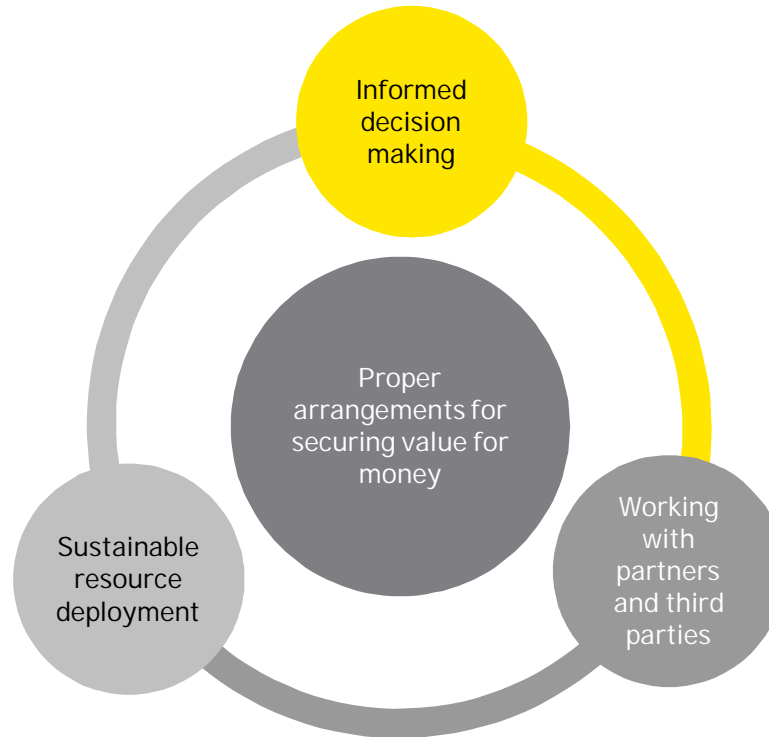 Informed
decision
making
Proper
arrangements for
securing value for
money
Sustainable
resource
deployment
Working
with
partners
and third
parties